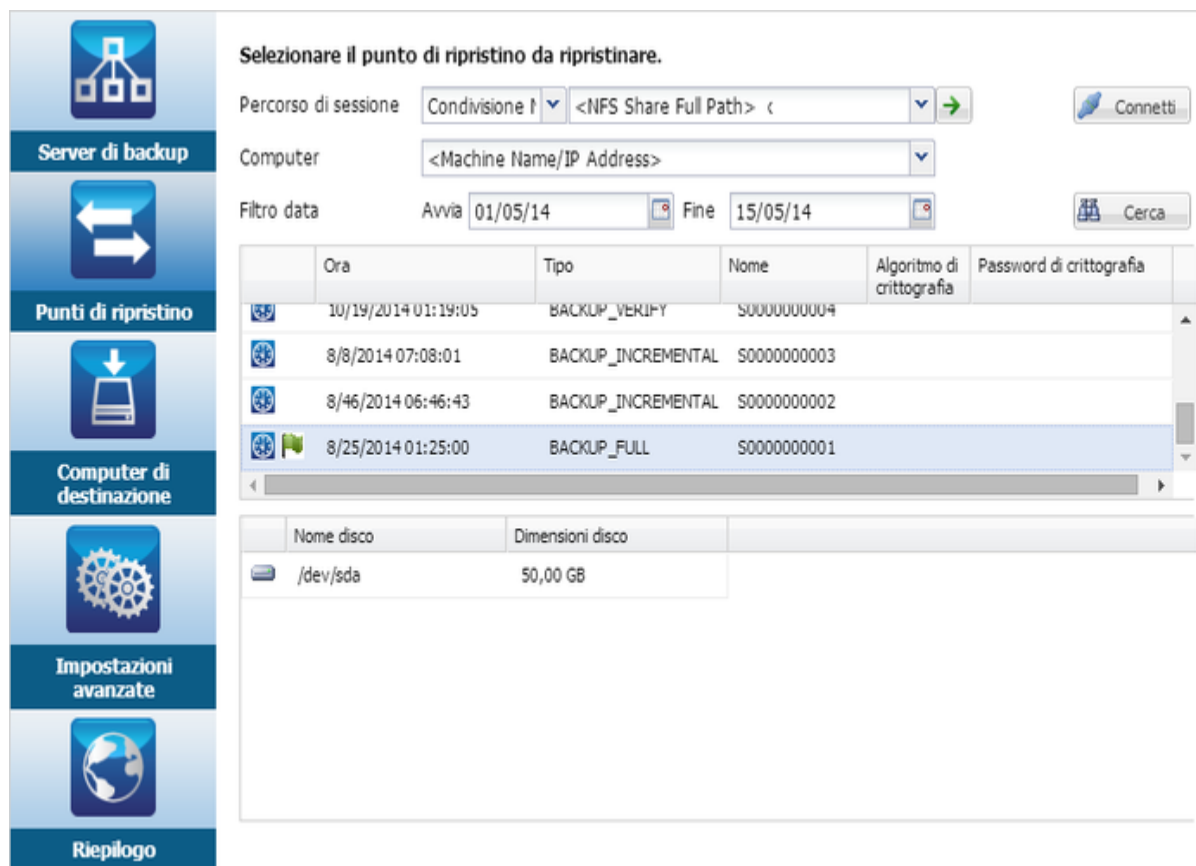 Server di backup
Punti di ripristino
Computer di
destinazione
Impostazioni
avanzate
Riepilogo
Selezionare il punto di ripristino da ripristinare.
Percorso di sessione Condivisione <NFS Share Full Path> Connetti
Computer <Machine Name/IP Address>
Filtro data Avvia 01/05/14 Fine 15/05/14 Cerca
Ora Tipo Nome Algoritmo di crittografia Password di crittografia
10/19/2014 01:19:05 BACKUP_VERIFY S0000000004
8/8/2014 07:08:01 BACKUP_INCREMENTAL S0000000003
8/46/2014 06:46:43 BACKUP_INCREMENTAL S0000000002
8/25/2014 01:25:00 BACKUP_FULL S0000000001
Nome disco Dimensioni disco
/dev/sda 50,00 GB